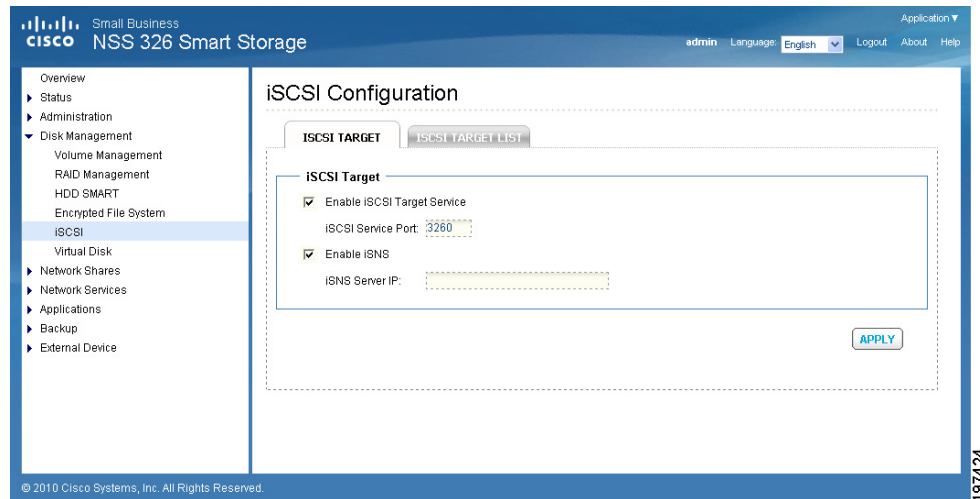 Small Business
CISCO NSS 326 Smart Storage
Application
admin Language: English Logout About Help
Overview
Status
Administration
Disk Management
Volume Management
RAID Management
HDD SMART
Encrypted File System
iSCSI
Virtual Disk
Network Shares
Network Services
Applications
Backup
External Device
iSCSI Configuration
ISCSI TARGET
ISCSI TARGET LIST
iSCSI Target
Enable iSCSI Target Service
iSCSI Service Port: 3260
Enable iSNS
iSNS Server IP:
APPLY
© 2010 Cisco Systems, Inc. All Rights Reserved.